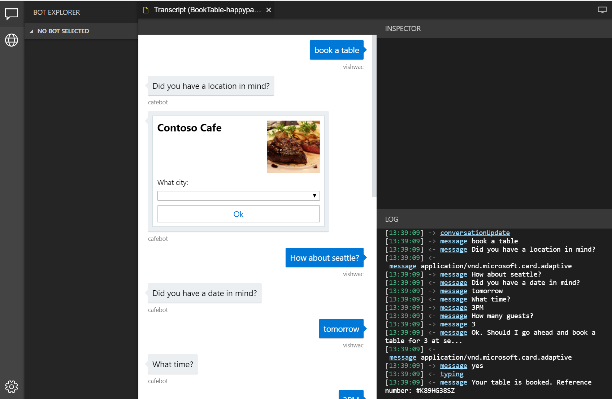 BOT EXPLORER
Transcript (BookTable-happypa...
NO BOT SELECTED
INSPECTOR
book a table
vishwac
Did you have a location in mind?
cafebot
Contoso Cafe
What city:
Ok
cafebot
How about seattle?
vishwac
Did you have a date in mind?
cafebot
tomorrow
vishwac
What time?
cafebot
3PM
LOG
[13:39:09] -> conversationUpdate
[13:39:09] -> message book a table
[13:39:09] <- message Did you have a location in mind?
[13:39:09] <-
message application/vnd.microsoft.card.adaptive
[13:39:09] -> message How about seattle?
[13:39:09] <- message Did you have a date in mind?
[13:39:09] -> message tomorrow
[13:39:09] <- message What time?
[13:39:09] -> message 3PM
[13:39:09] <- message How many guests?
[13:39:09] -> message 3
[13:39:09] <- message Ok. Should I go ahead and book a
table for 3 at se...
[13:39:09] <-
message application/vnd.microsoft.card.adaptive
[13:39:09] -> message yes
[13:39:09] <- typing
[13:39:09] <- message Your table is booked. Reference
number: #K89HG38SZ